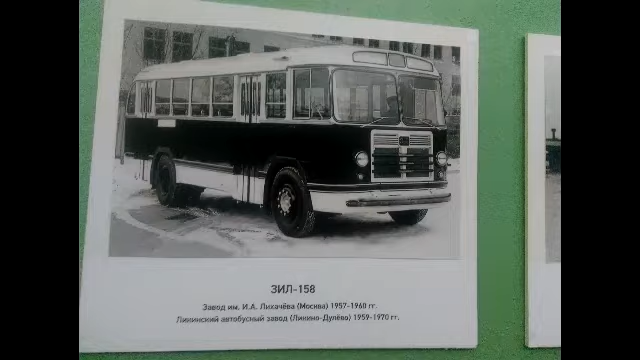 ЗИЛ-158
Завод им. И.А. Лихачёва (Москва) 1957-1960 гг.
Ликинский автобусный завод (Ликино-Дулёво) 1959-1970 гг.